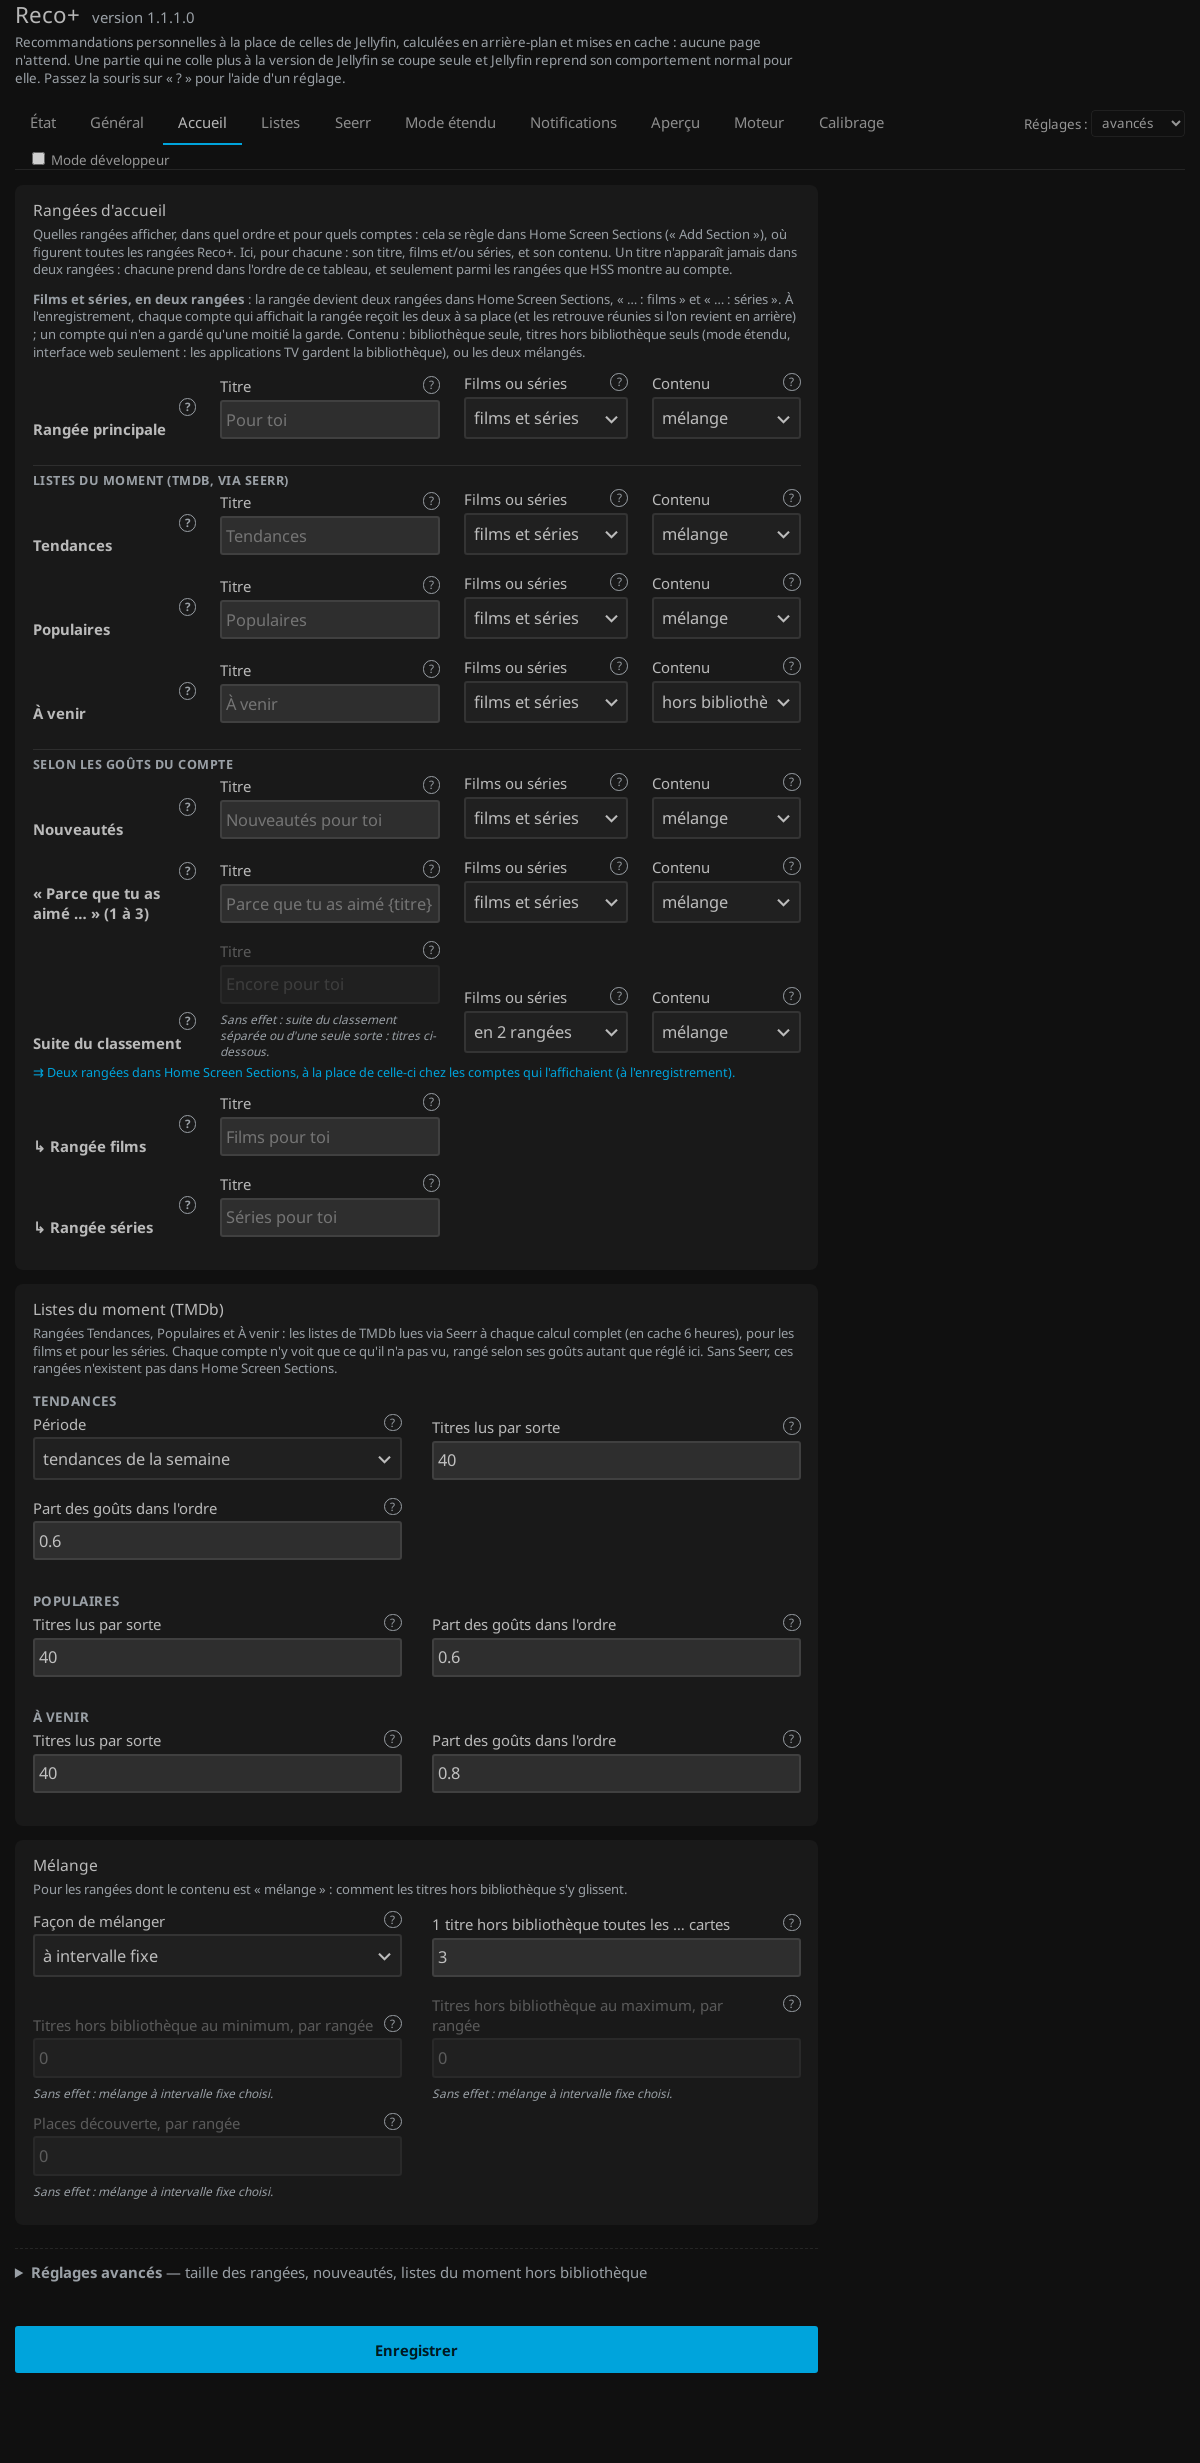 Reco+ version 1.1.1.0
Recommandations personnelles à la place de celles de Jellyfin, calculées en arrière-plan et mises en cache : aucune page
n'attend. Une partie qui ne colle plus à la version de Jellyfin se coupe seule et Jellyfin reprend son comportement normal pour
elle. Passez la souris sur « ? » pour l'aide d'un réglage.
État Général Accueil Listes Seerr Mode étendu Notifications Aperçu Moteur Calibrage Réglages : avancés
Mode développeur
Rangées d'accueil
Quelles rangées afficher, dans quel ordre et pour quels comptes : cela se règle dans Home Screen Sections (« Add Section »), où
figurent toutes les rangées Reco+. Ici, pour chacune : son titre, films et/ou séries, et son contenu. Un titre n'apparaît jamais dans
deux rangées : chacune prend dans l'ordre de ce tableau, et seulement parmi les rangées que HSS montre au compte.
Films et séries, en deux rangées : la rangée devient deux rangées dans Home Screen Sections, « … : films » et « … : séries ». À
l'enregistrement, chaque compte qui affichait la rangée reçoit les deux à sa place (et les retrouve réunies si l'on revient en arrière)
; un compte qui n'en a gardé qu'une moitié la garde. Contenu : bibliothèque seule, titres hors bibliothèque seuls (mode étendu,
interface web seulement : les applications TV gardent la bibliothèque), ou les deux mélangés.
Titre ? Films ou séries ? Contenu ?
Rangée principale ? Pour toi films et séries mélange
LISTES DU MOMENT (TMDB, VIA SEERR)
Titre ? Films ou séries ? Contenu ?
Tendances ? Tendances films et séries mélange
Titre ? Films ou séries ? Contenu ?
Populaires ? Populaires films et séries mélange
Titre ? Films ou séries ? Contenu ?
À venir ? À venir films et séries hors bibliothè
SELON LES GOÛTS DU COMPTE
Titre ? Films ou séries ? Contenu ?
Nouveautés ? Nouveautés pour toi films et séries mélange
? Titre ? Films ou séries ? Contenu ?
« Parce que tu as
aimé … » (1 à 3) Parce que tu as aimé {titre} films et séries mélange
Titre ?
Encore pour toi
Films ou séries ? Contenu ?
Suite du classement ? en 2 rangées mélange
Sans effet : suite du classement
séparée ou d'une seule sorte : titres ci-
dessous.
⇉ Deux rangées dans Home Screen Sections, à la place de celle-ci chez les comptes qui l'affichaient (à l'enregistrement).
Titre ?
↳ Rangée films ? Films pour toi
Titre ?
↳ Rangée séries ? Séries pour toi
Listes du moment (TMDb)
Rangées Tendances, Populaires et À venir : les listes de TMDb lues via Seerr à chaque calcul complet (en cache 6 heures), pour les
films et pour les séries. Chaque compte n'y voit que ce qu'il n'a pas vu, rangé selon ses goûts autant que réglé ici. Sans Seerr, ces
rangées n'existent pas dans Home Screen Sections.
TENDANCES
Période ? Titres lus par sorte ?
tendances de la semaine 40
Part des goûts dans l'ordre ?
0.6
POPULAIRES
Titres lus par sorte ? Part des goûts dans l'ordre ?
40 0.6
À VENIR
Titres lus par sorte ? Part des goûts dans l'ordre ?
40 0.8
Mélange
Pour les rangées dont le contenu est « mélange » : comment les titres hors bibliothèque s'y glissent.
Façon de mélanger ? 1 titre hors bibliothèque toutes les … cartes ?
à intervalle fixe 3
Titres hors bibliothèque au minimum, par rangée ?
0
Sans effet : mélange à intervalle fixe choisi.
Titres hors bibliothèque au maximum, par
rangée ?
0
Sans effet : mélange à intervalle fixe choisi.
Places découverte, par rangée ?
0
Sans effet : mélange à intervalle fixe choisi.
Réglages avancés — taille des rangées, nouveautés, listes du moment hors bibliothèque
Enregistrer